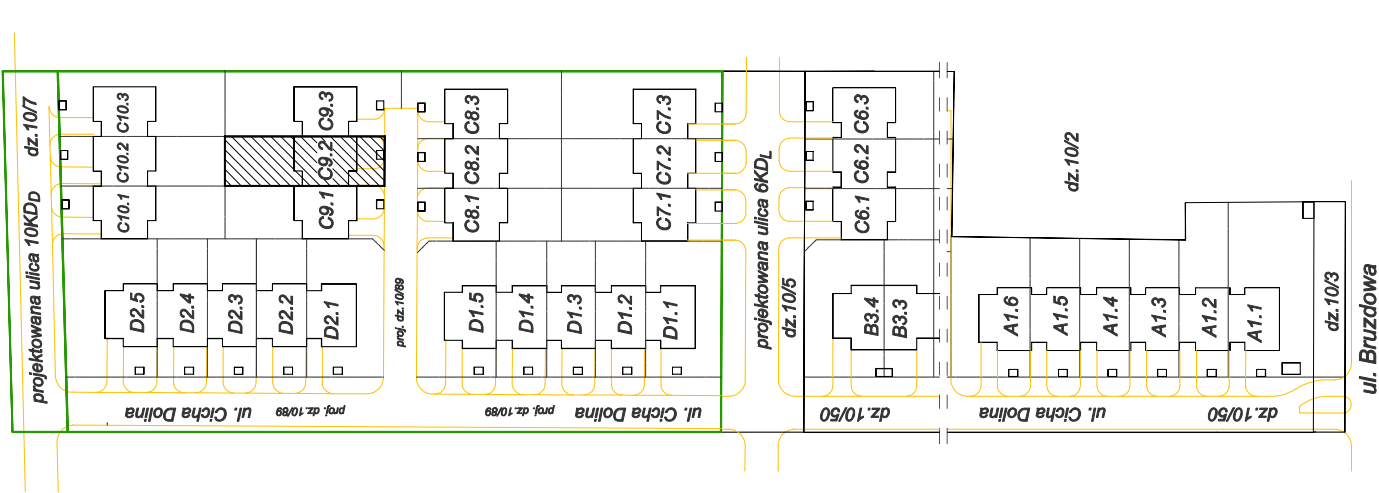 projektowana ulica 10KDD
dz.10/7
C10.3
C10.2
C10.1
C9.3
C9.2
C9.1
C8.3
C8.2
C8.1
C7.3
C7.2
C7.1
projektowana ulica 6KDL
dz.10/5
C6.3
C6.2
C6.1
dz.10/2
D2.5
D2.4
D2.3
D2.2
D2.1
proj. dz.10/89
D1.5
D1.4
D1.3
D1.2
D1.1
B3.4
B3.3
A1.6
A1.5
A1.4
A1.3
A1.2
A1.1
dz.10/3
ul. Bruzdowa
ul. Cicha Dolina
proj. dz.10/89
proj. dz.10/89
ul. Cicha Dolina
dz.10/50
ul. Cicha Dolina
dz.10/50